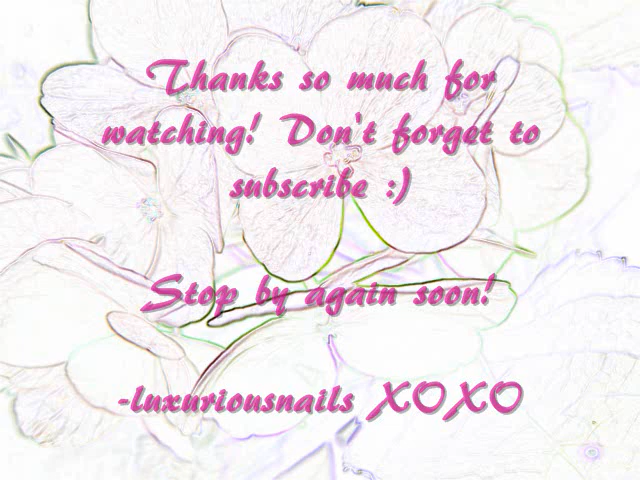 Thanks so much for
watching! Don't forget to
subscribe :)
Stop by again soon!
-luxuriousnails XOXO